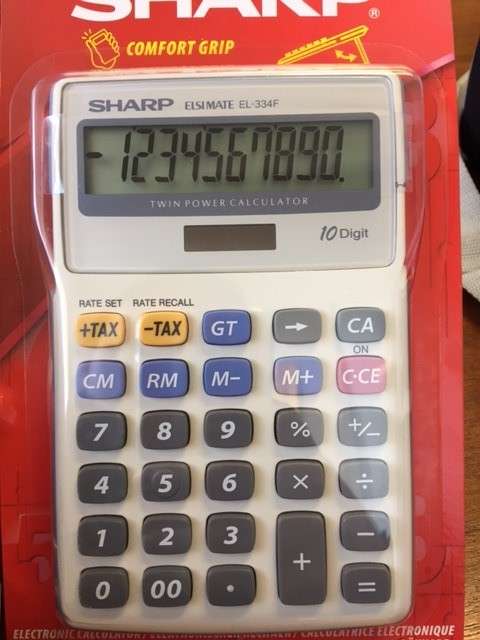 SHARP®
COMFORT GRIP
SHARP ELSIMATE EL-334F
-1234567890.
TWIN POWER CALCULATOR
10 Digit
RATE SET RATE RECALL
+TAX -TAX GT → CA
ON
CM RM M- M+ C·CE
7 8 9 % +/−
4 5 6 × ÷
1 2 3 −
0 00 · + =
ELECTRONIC CALCULATOR/
CALCULATRICE ÉLECTRONIQUE